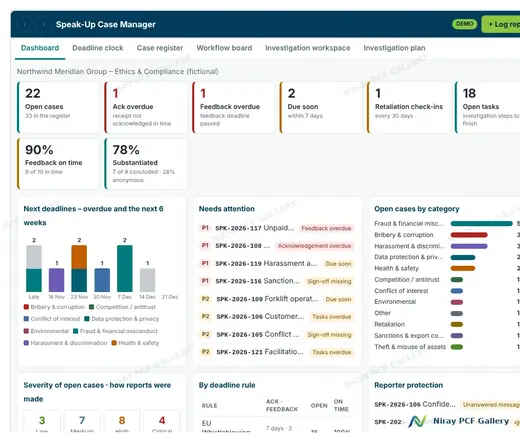 Speak-Up Case Manager
DEMO
+ Log rep
Dashboard Deadline clock Case register Workflow board Investigation workspace Investigation plan
Northwind Meridian Group – Ethics & Compliance (fictional)
22
Open cases
33 in the register
1
Ack overdue
receipt not
acknowledged in time
1
Feedback overdue
feedback deadline
passed
2
Due soon
within 7 days
1
Retaliation check-ins
every 30 days
18
Open tasks
investigation steps to
finish
90%
Feedback on time
9 of 10 in time
78%
Substantiated
7 of 9 concluded · 28%
anonymous
Next deadlines – overdue and the next 6
weeks
2 1 2 1 2 1
Late 16 Nov 23 Nov 30 Nov 7 Dec 14 Dec 21 Dec
Bribery & corruption Competition / antitrust
Conflict of interest Data protection & privacy
Environmental Fraud & financial misconduct
Harassment & discrimination Health & safety
Needs attention
P1 SPK-2026-117 Unpaid... Feedback overdue
P1 SPK-2026-108 ... Acknowledgement overdue
P1 SPK-2026-119 Harassment a... Due soon
P1 SPK-2026-116 Sanction... Sign-off missing
P2 SPK-2026-109 Forklift operat... Due soon
P2 SPK-2026-106 Customer... Tasks overdue
P2 SPK-2026-105 Conflict ... Sign-off missing
P2 SPK-2026-121 Facilitatio... Tasks overdue
Open cases by category
Fraud & financial misc...
Bribery & corruption
Harassment & discrimi...
Data protection & priv...
Health & safety
Competition / antitrust
Conflict of interest
Environmental
Other
Retaliation
Sanctions & export co...
Theft & misuse of assets
Severity of open cases · how reports were
made
3
Low
7
Medium
8
High
4
Critical
By deadline rule
RULE ACK · FEEDBACK OPEN ON TIME
EU
7 days · 3
Reporter protection
SPK-2026-106 Confide... Unanswered message
SPK-202
Niray PCF Gallery